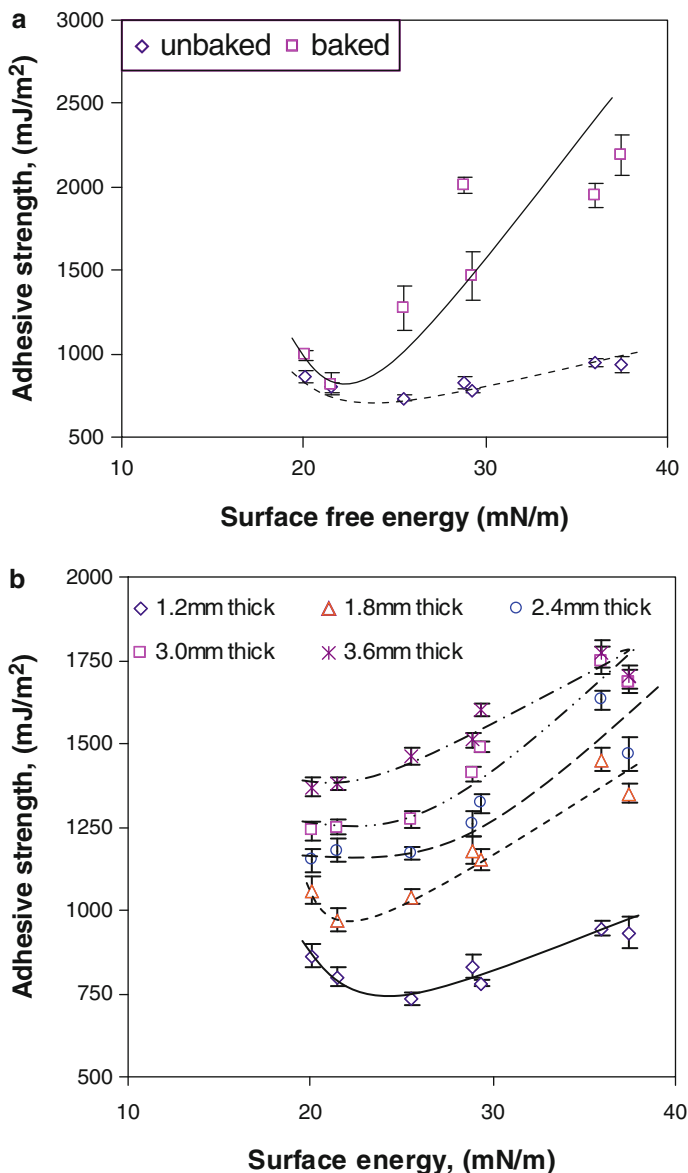 a
3000
unbaked baked
2500
2000
1500
1000
500
10 20 30 40
Adhesive strength, (mJ/m²)
Surface free energy (mN/m)
b
2000
1.2mm thick 1.8mm thick 2.4mm thick
3.0mm thick 3.6mm thick
1750
1500
1250
1000
750
500
10 20 30 40
Adhesive strength, (mJ/m²)
Surface energy, (mN/m)